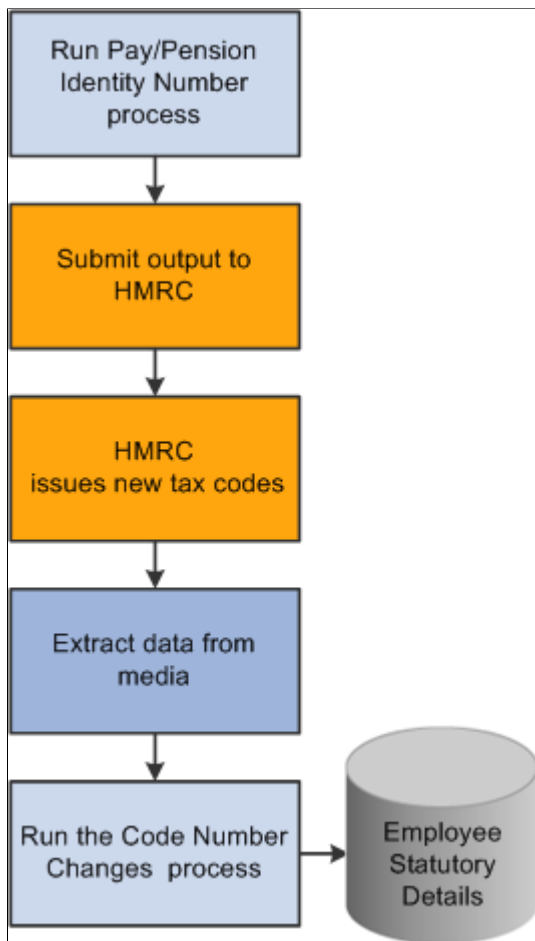 Run Pay/Pension
Identity Number
process
Submit output to
HMRC
HMRC
issues new tax codes
Extract data from
media
Run the Code Number
Changes process
Employee
Statutory
Details